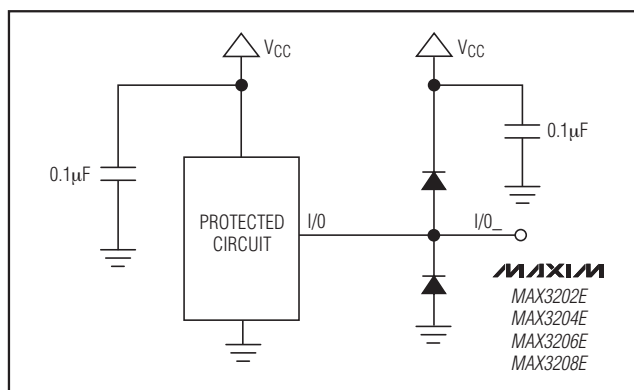 VCC
VCC
0.1µF
0.1µF
PROTECTED
CIRCUIT
I/0
I/0_
MAXIM
MAX3202E
MAX3204E
MAX3206E
MAX3208E